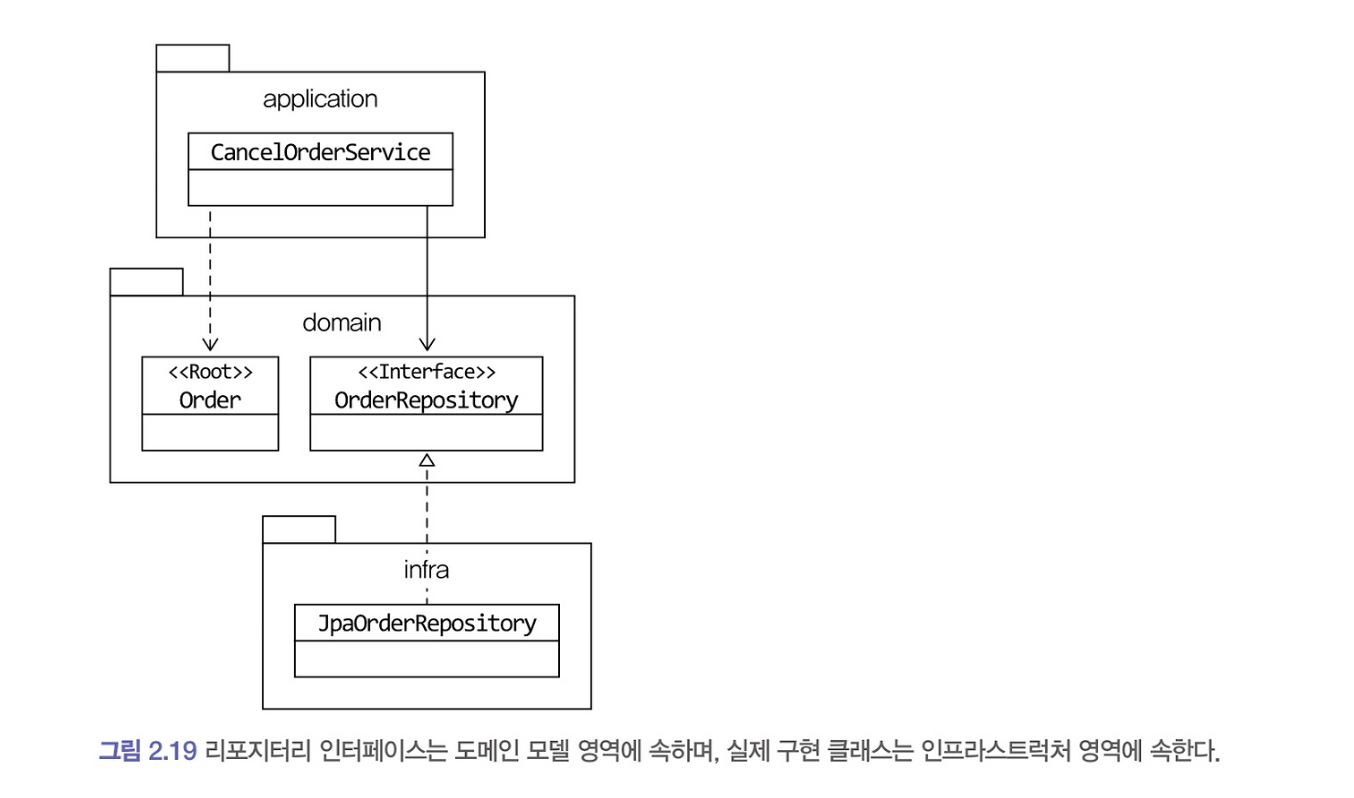 application
CancelOrderService
domain
<<Root>>
Order
<<Interface>>
OrderRepository
infra
JpaOrderRepository
그림 2.19 리포지터리 인터페이스는 도메인 모델 영역에 속하며, 실제 구현 클래스는 인프라스트럭처 영역에 속한다.